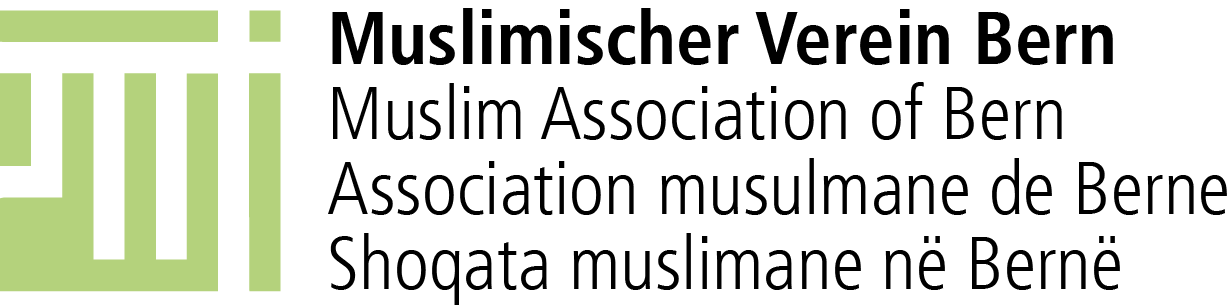 Muslimischer Verein Bern
Muslim Association of Bern
Association musulmane de Berne
Shoqata muslimane në Bernë